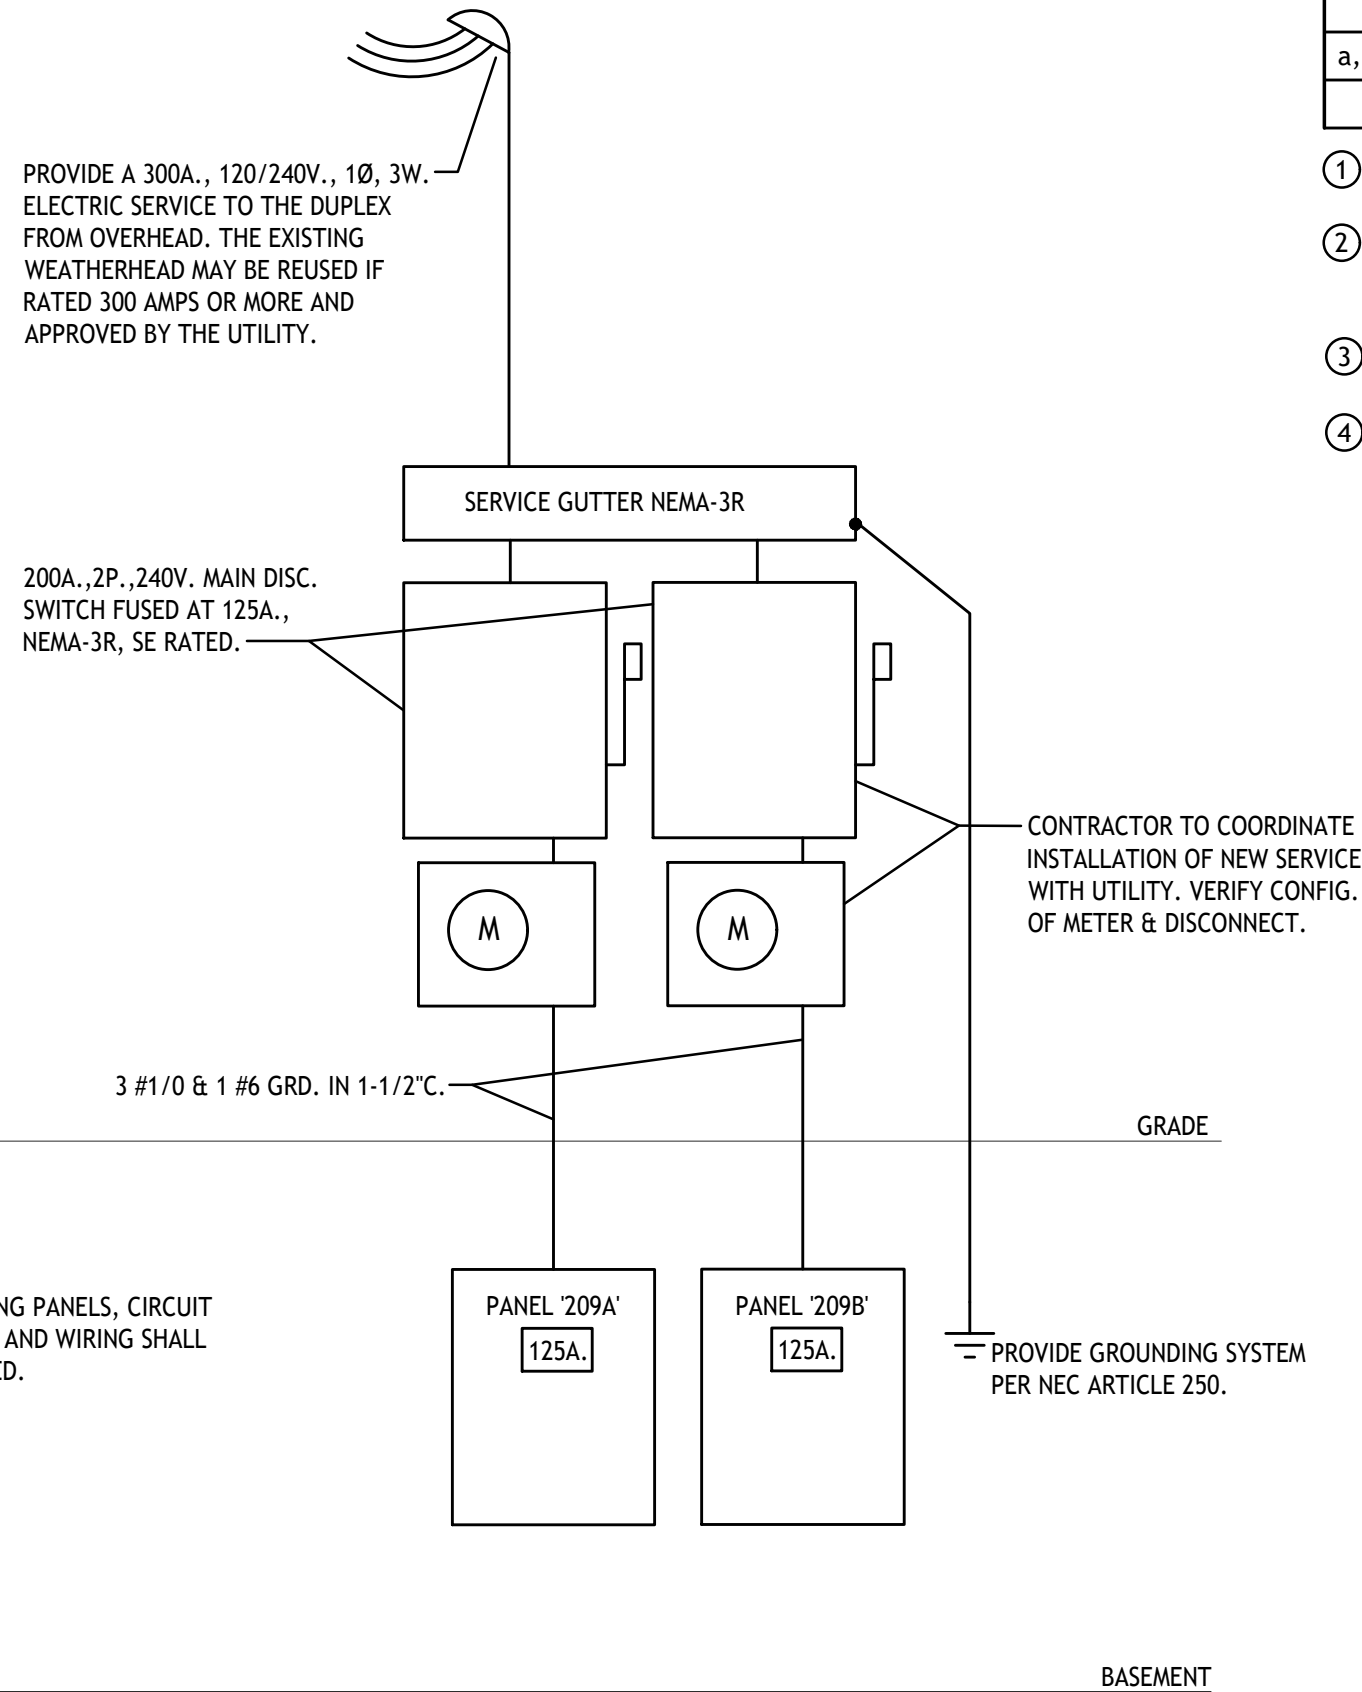 a,
1
PROVIDE A 300A., 120/240V., 1Ø, 3W.
ELECTRIC SERVICE TO THE DUPLEX
FROM OVERHEAD. THE EXISTING
WEATHERHEAD MAY BE REUSED IF
RATED 300 AMPS OR MORE AND
APPROVED BY THE UTILITY.
2
3
4
SERVICE GUTTER NEMA-3R
200A.,2P.,240V. MAIN DISC.
SWITCH FUSED AT 125A.,
NEMA-3R, SE RATED.
CONTRACTOR TO COORDINATE
INSTALLATION OF NEW SERVICE
WITH UTILITY. VERIFY CONFIG.
OF METER & DISCONNECT.
M
M
3 #1/0 & 1 #6 GRD. IN 1-1/2"C.
GRADE
NG PANELS, CIRCUIT
AND WIRING SHALL
ED.
PANEL '209A'
125A.
PANEL '209B'
125A.
PROVIDE GROUNDING SYSTEM
PER NEC ARTICLE 250.
BASEMENT